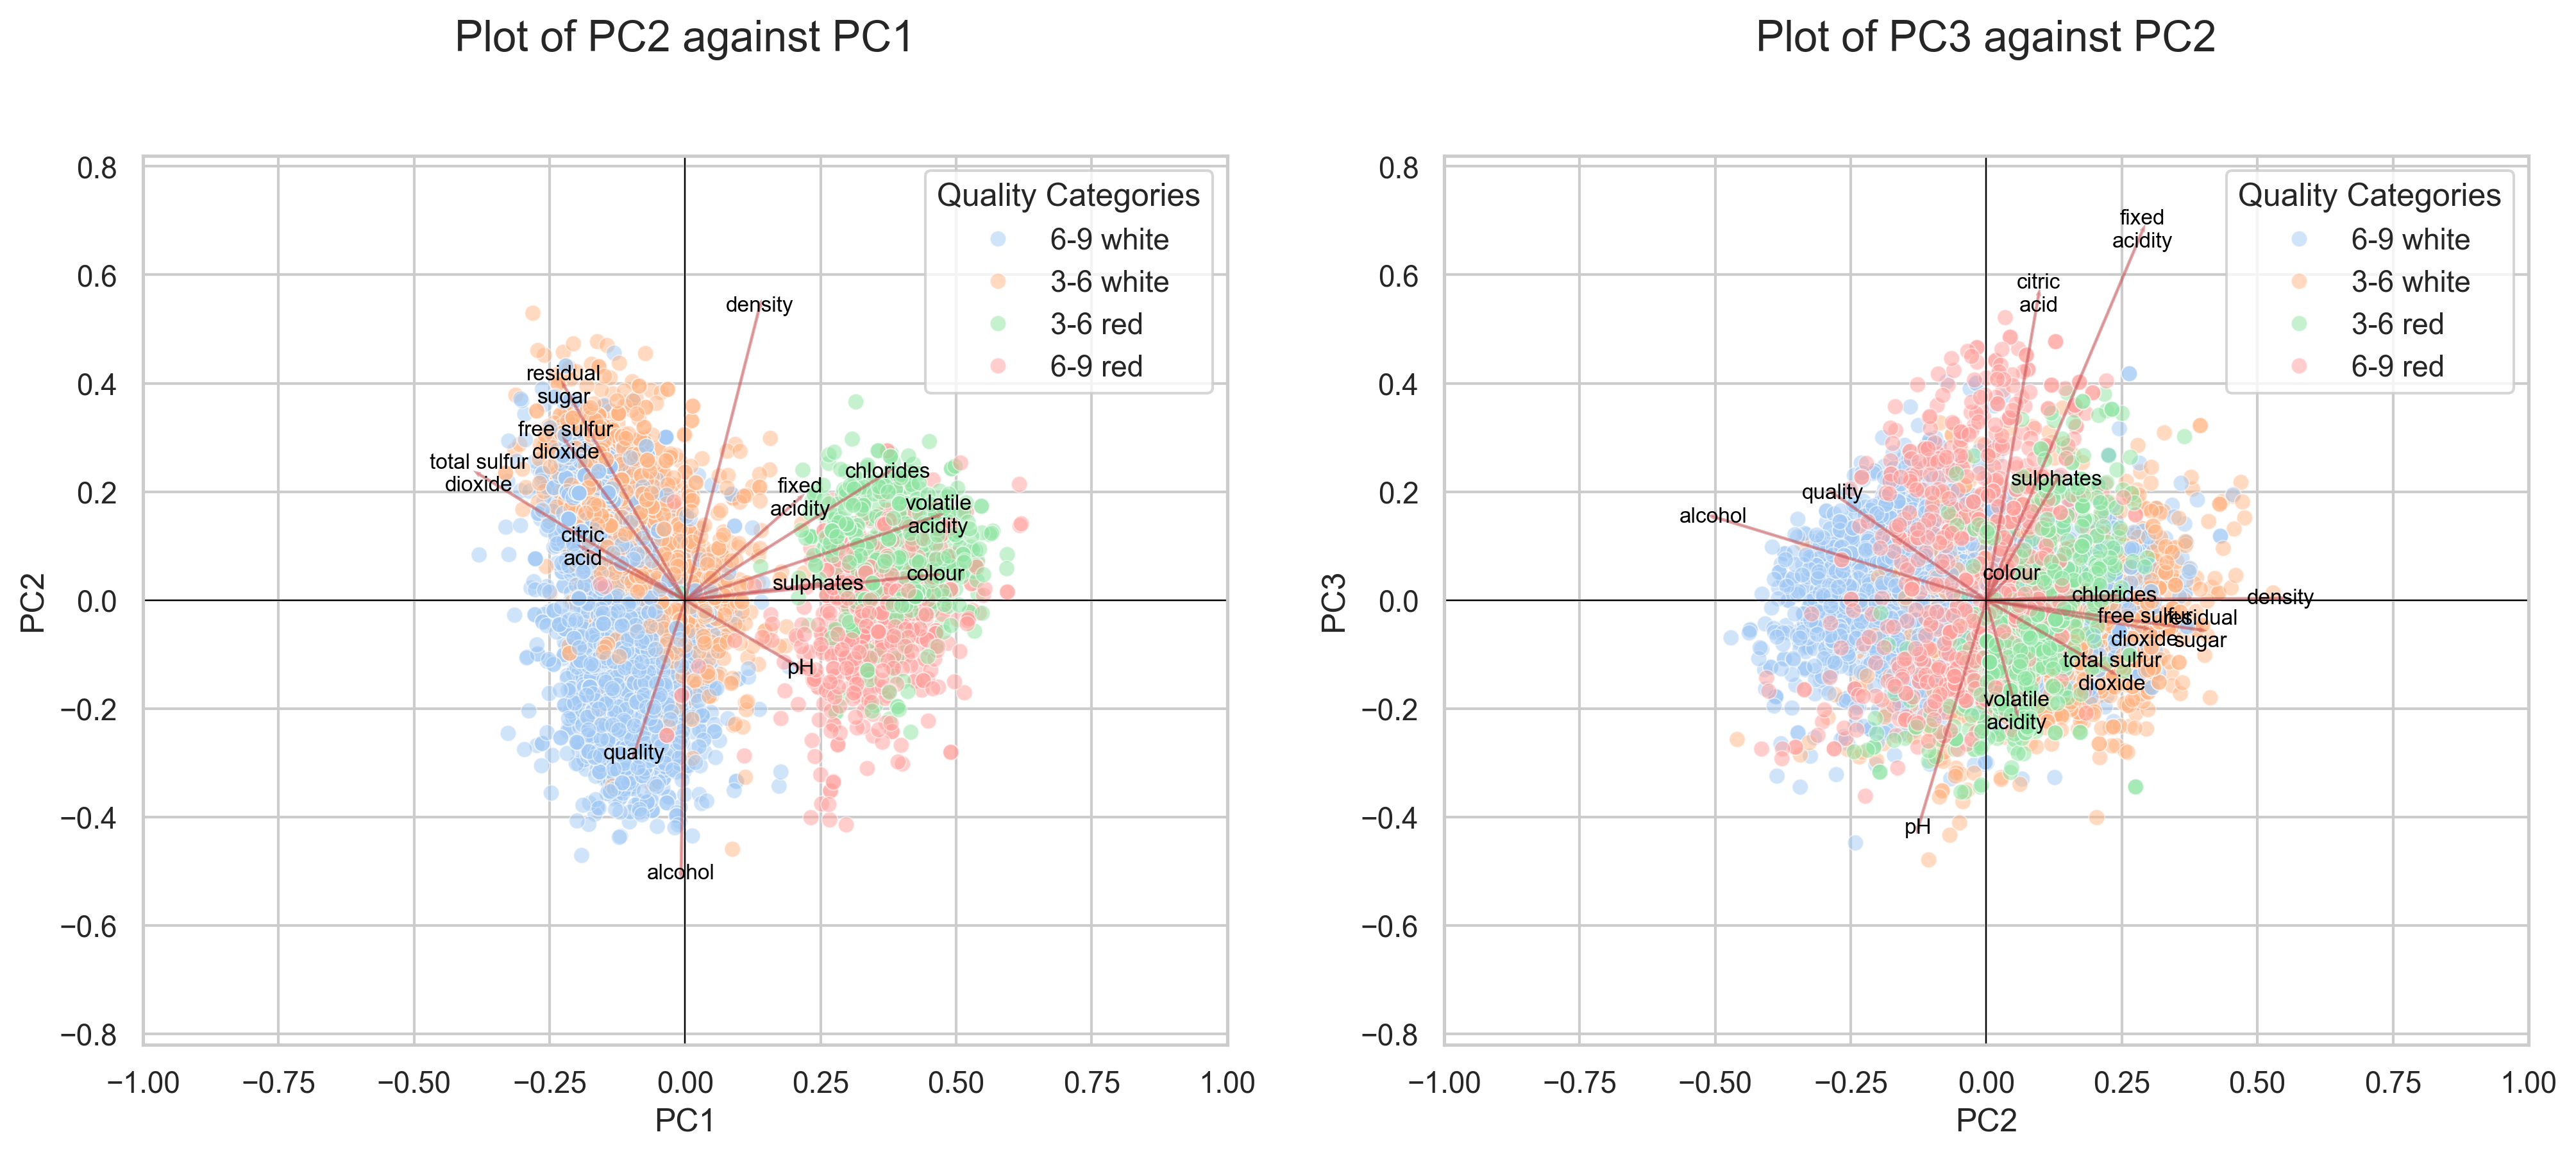 Plot of PC2 against PC1
0.8
0.6
0.4
0.2
0.0
−0.2
−0.4
−0.6
−0.8
PC2
−1.00
−0.75
−0.50
−0.25
0.00
0.25
0.50
0.75
1.00
PC1
Quality Categories
6-9 white
3-6 white
3-6 red
6-9 red
density
residual
sugar
free sulfur
dioxide
total sulfur
dioxide
citric
acid
fixed
acidity
chlorides
volatile
acidity
colour
sulphates
pH
quality
alcohol
Plot of PC3 against PC2
0.8
0.6
0.4
0.2
0.0
−0.2
−0.4
−0.6
−0.8
PC3
−1.00
−0.75
−0.50
−0.25
0.00
0.25
0.50
0.75
1.00
PC2
Quality Categories
6-9 white
3-6 white
3-6 red
6-9 red
fixed
acidity
citric
acid
sulphates
quality
alcohol
colour
chlorides
density
free sulfur
dioxide
residual
sugar
total sulfur
dioxide
volatile
acidity
pH